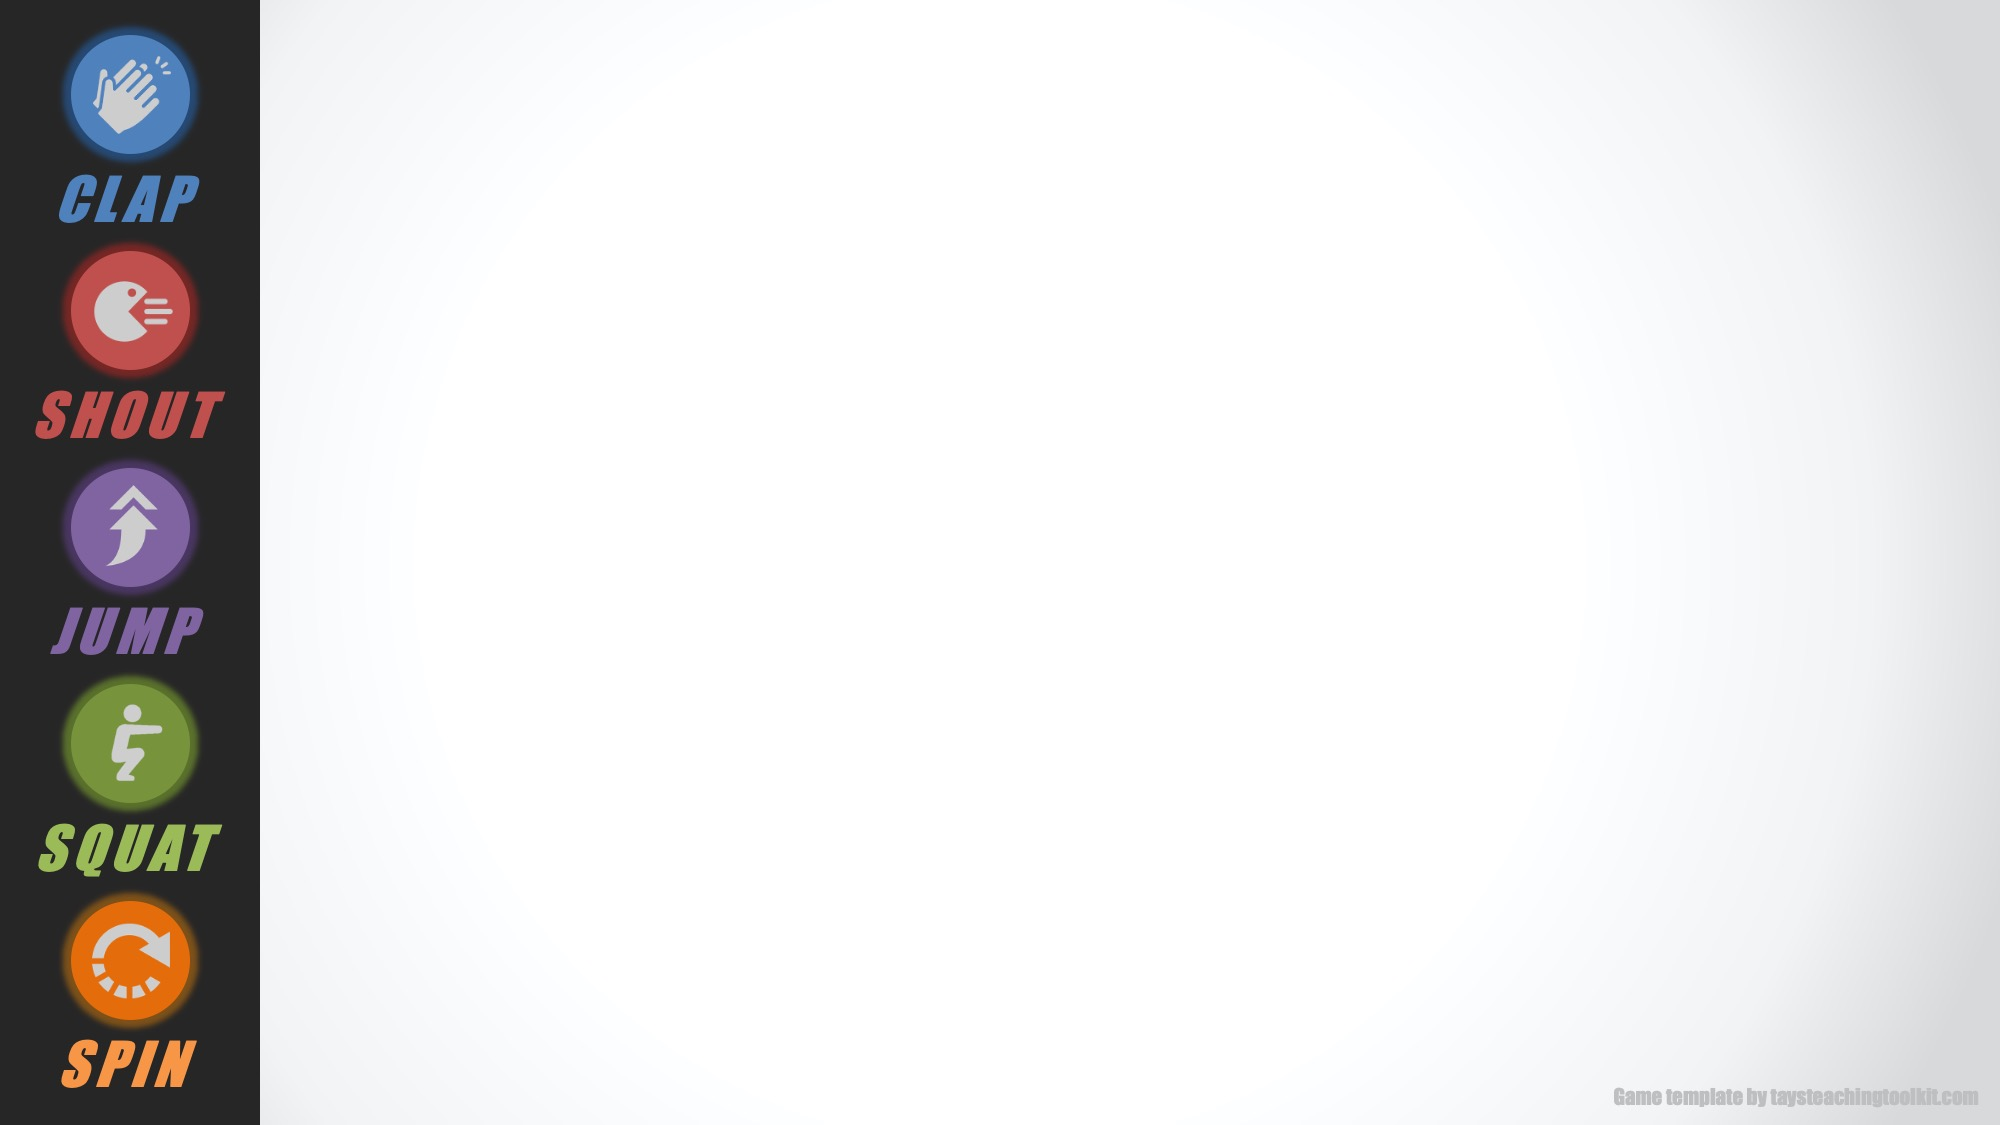 CLAP
SHOUT
JUMP
SQUAT
SPIN
Game template by taysteachingtoolkit.com